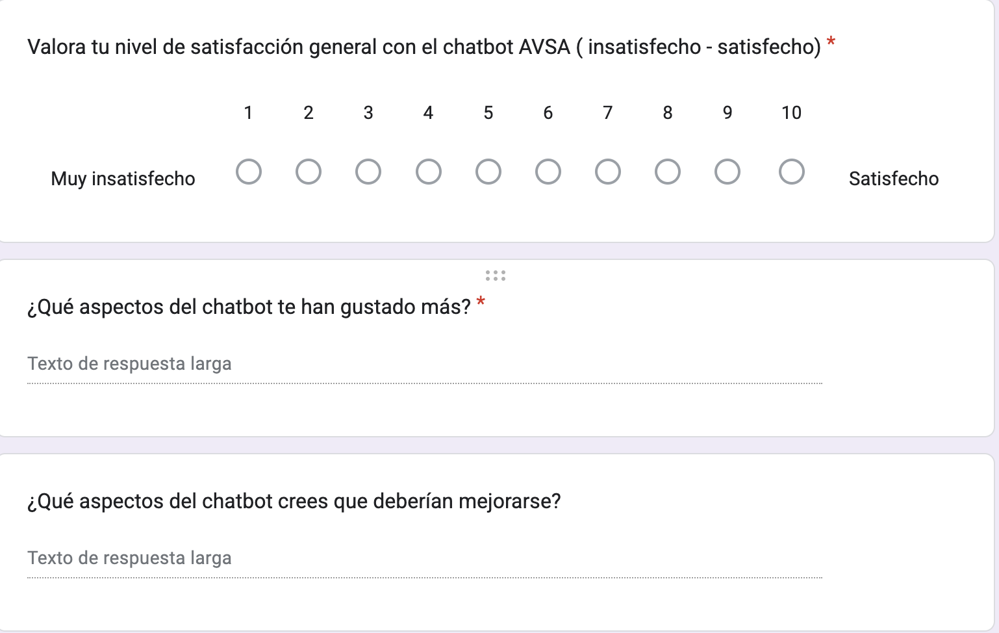 Valora tu nivel de satisfacción general con el chatbot AVSA ( insatisfecho - satisfecho) *
1 2 3 4 5 6 7 8 9 10
Muy insatisfecho Satisfecho
¿Qué aspectos del chatbot te han gustado más? *
Texto de respuesta larga
¿Qué aspectos del chatbot crees que deberían mejorarse?
Texto de respuesta larga